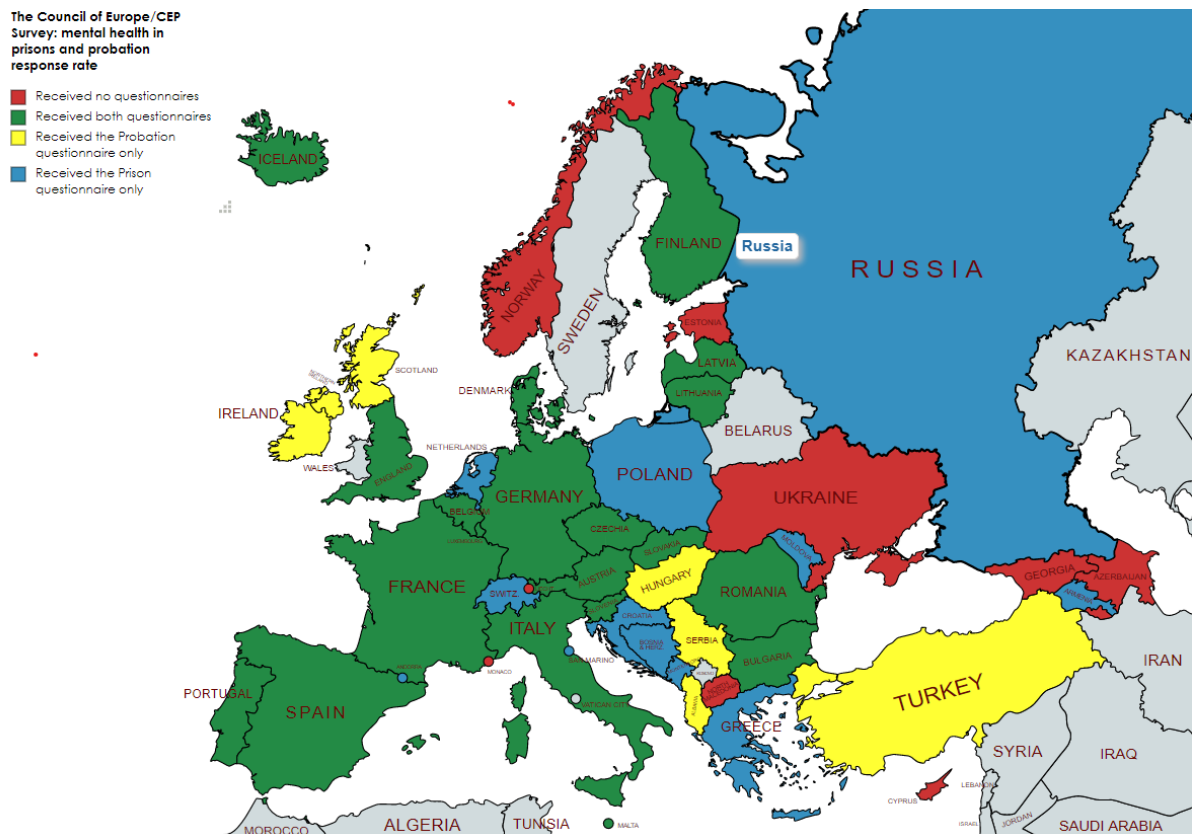 The Council of Europe/CEP
Survey: mental health in
prisons and probation
response rate
Received no questionnaires
Received both questionnaires
Received the Probation
questionnaire only
Received the Prison
questionnaire only
ICELAND
FINLAND
Russia
RUSSIA
NORWAY
SWEDEN
ESTONIA
LATVIA
LITHUANIA
KAZAKHSTAN
SCOTLAND
DENMARK
IRELAND
BELARUS
NETHERLANDS
WALES
ENGLAND
POLAND
GERMANY
UKRAINE
BELGIUM
CZECHIA
SLOVAKIA
MOLDOVA
FRANCE
SWITZ.
AUSTRIA
HUNGARY
ROMANIA
GEORGIA
AZERBAIJAN
ARMENIA
SLOVENIA
CROATIA
ITALY
BOSNIA
& HERZ.
SERBIA
BULGARIA
SAN MARINO
ANDORRA
MONACO
PORTUGAL
SPAIN
VATICAN CITY
ALBANIA
NORTH
MACEDONIA
GREECE
TURKEY
IRAN
SYRIA
IRAQ
CYPRUS
LEBANON
ISRAEL
JORDAN
SAUDI ARABIA
MOROCCO
ALGERIA
TUNISIA
MALTA